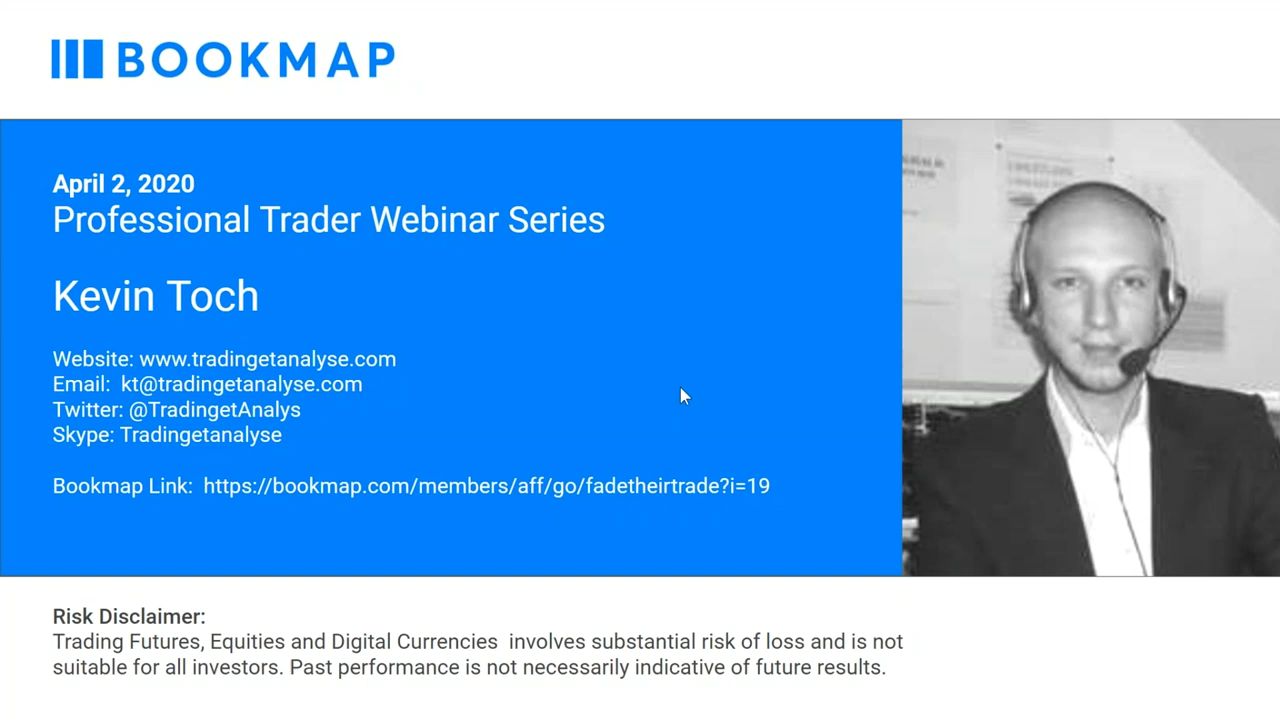 BOOKMAP
April 2, 2020
Professional Trader Webinar Series
Kevin Toch
Website: www.tradingetanalyse.com
Email: kt@tradingetanalyse.com
Twitter: @TradingetAnalys
Skype: Tradingetanalyse
Bookmap Link: https://bookmap.com/members/aff/go/fadetheirtrade?i=19
Risk Disclaimer:
Trading Futures, Equities and Digital Currencies involves substantial risk of loss and is not
suitable for all investors. Past performance is not necessarily indicative of future results.